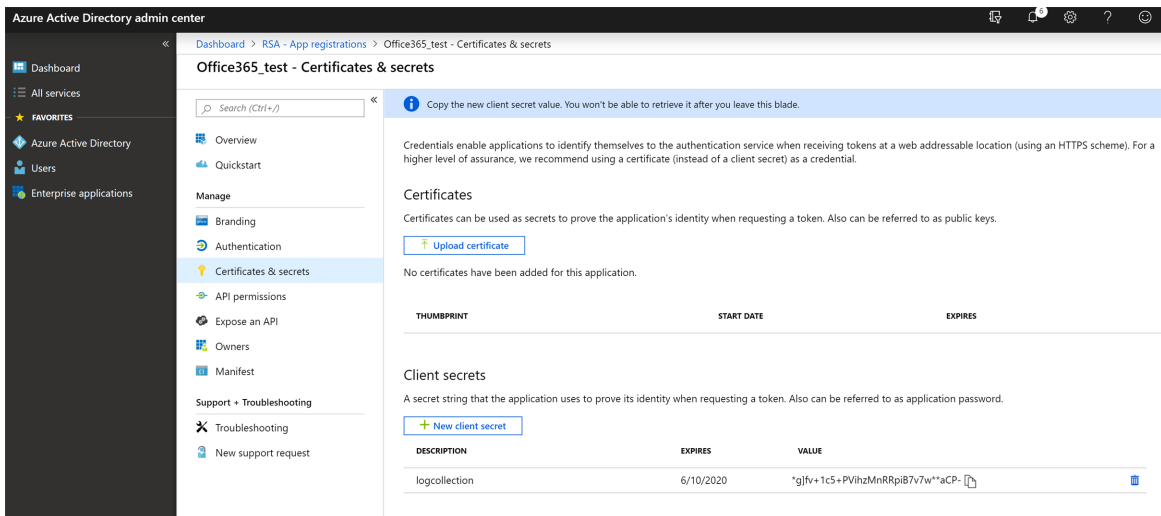 Azure Active Directory admin center
6
Dashboard > RSA - App registrations > Office365_test - Certificates & secrets
Office365_test - Certificates & secrets
Dashboard
All services
FAVORITES
Azure Active Directory
Users
Enterprise applications
Search (Ctrl+/)
Overview
Quickstart
Manage
Branding
Authentication
Certificates & secrets
API permissions
Expose an API
Owners
Manifest
Support + Troubleshooting
Troubleshooting
New support request
Copy the new client secret value. You won't be able to retrieve it after you leave this blade.
Credentials enable applications to identify themselves to the authentication service when receiving tokens at a web addressable location (using an HTTPS scheme). For a
higher level of assurance, we recommend using a certificate (instead of a client secret) as a credential.
Certificates
Certificates can be used as secrets to prove the application's identity when requesting a token. Also can be referred to as public keys.
Upload certificate
No certificates have been added for this application.
THUMBPRINT START DATE EXPIRES
Client secrets
A secret string that the application uses to prove its identity when requesting a token. Also can be referred to as application password.
+ New client secret
DESCRIPTION EXPIRES VALUE
logcollection 6/10/2020 *g]fv+1c5+PVihzMnRRpiB7v7w**aCP-